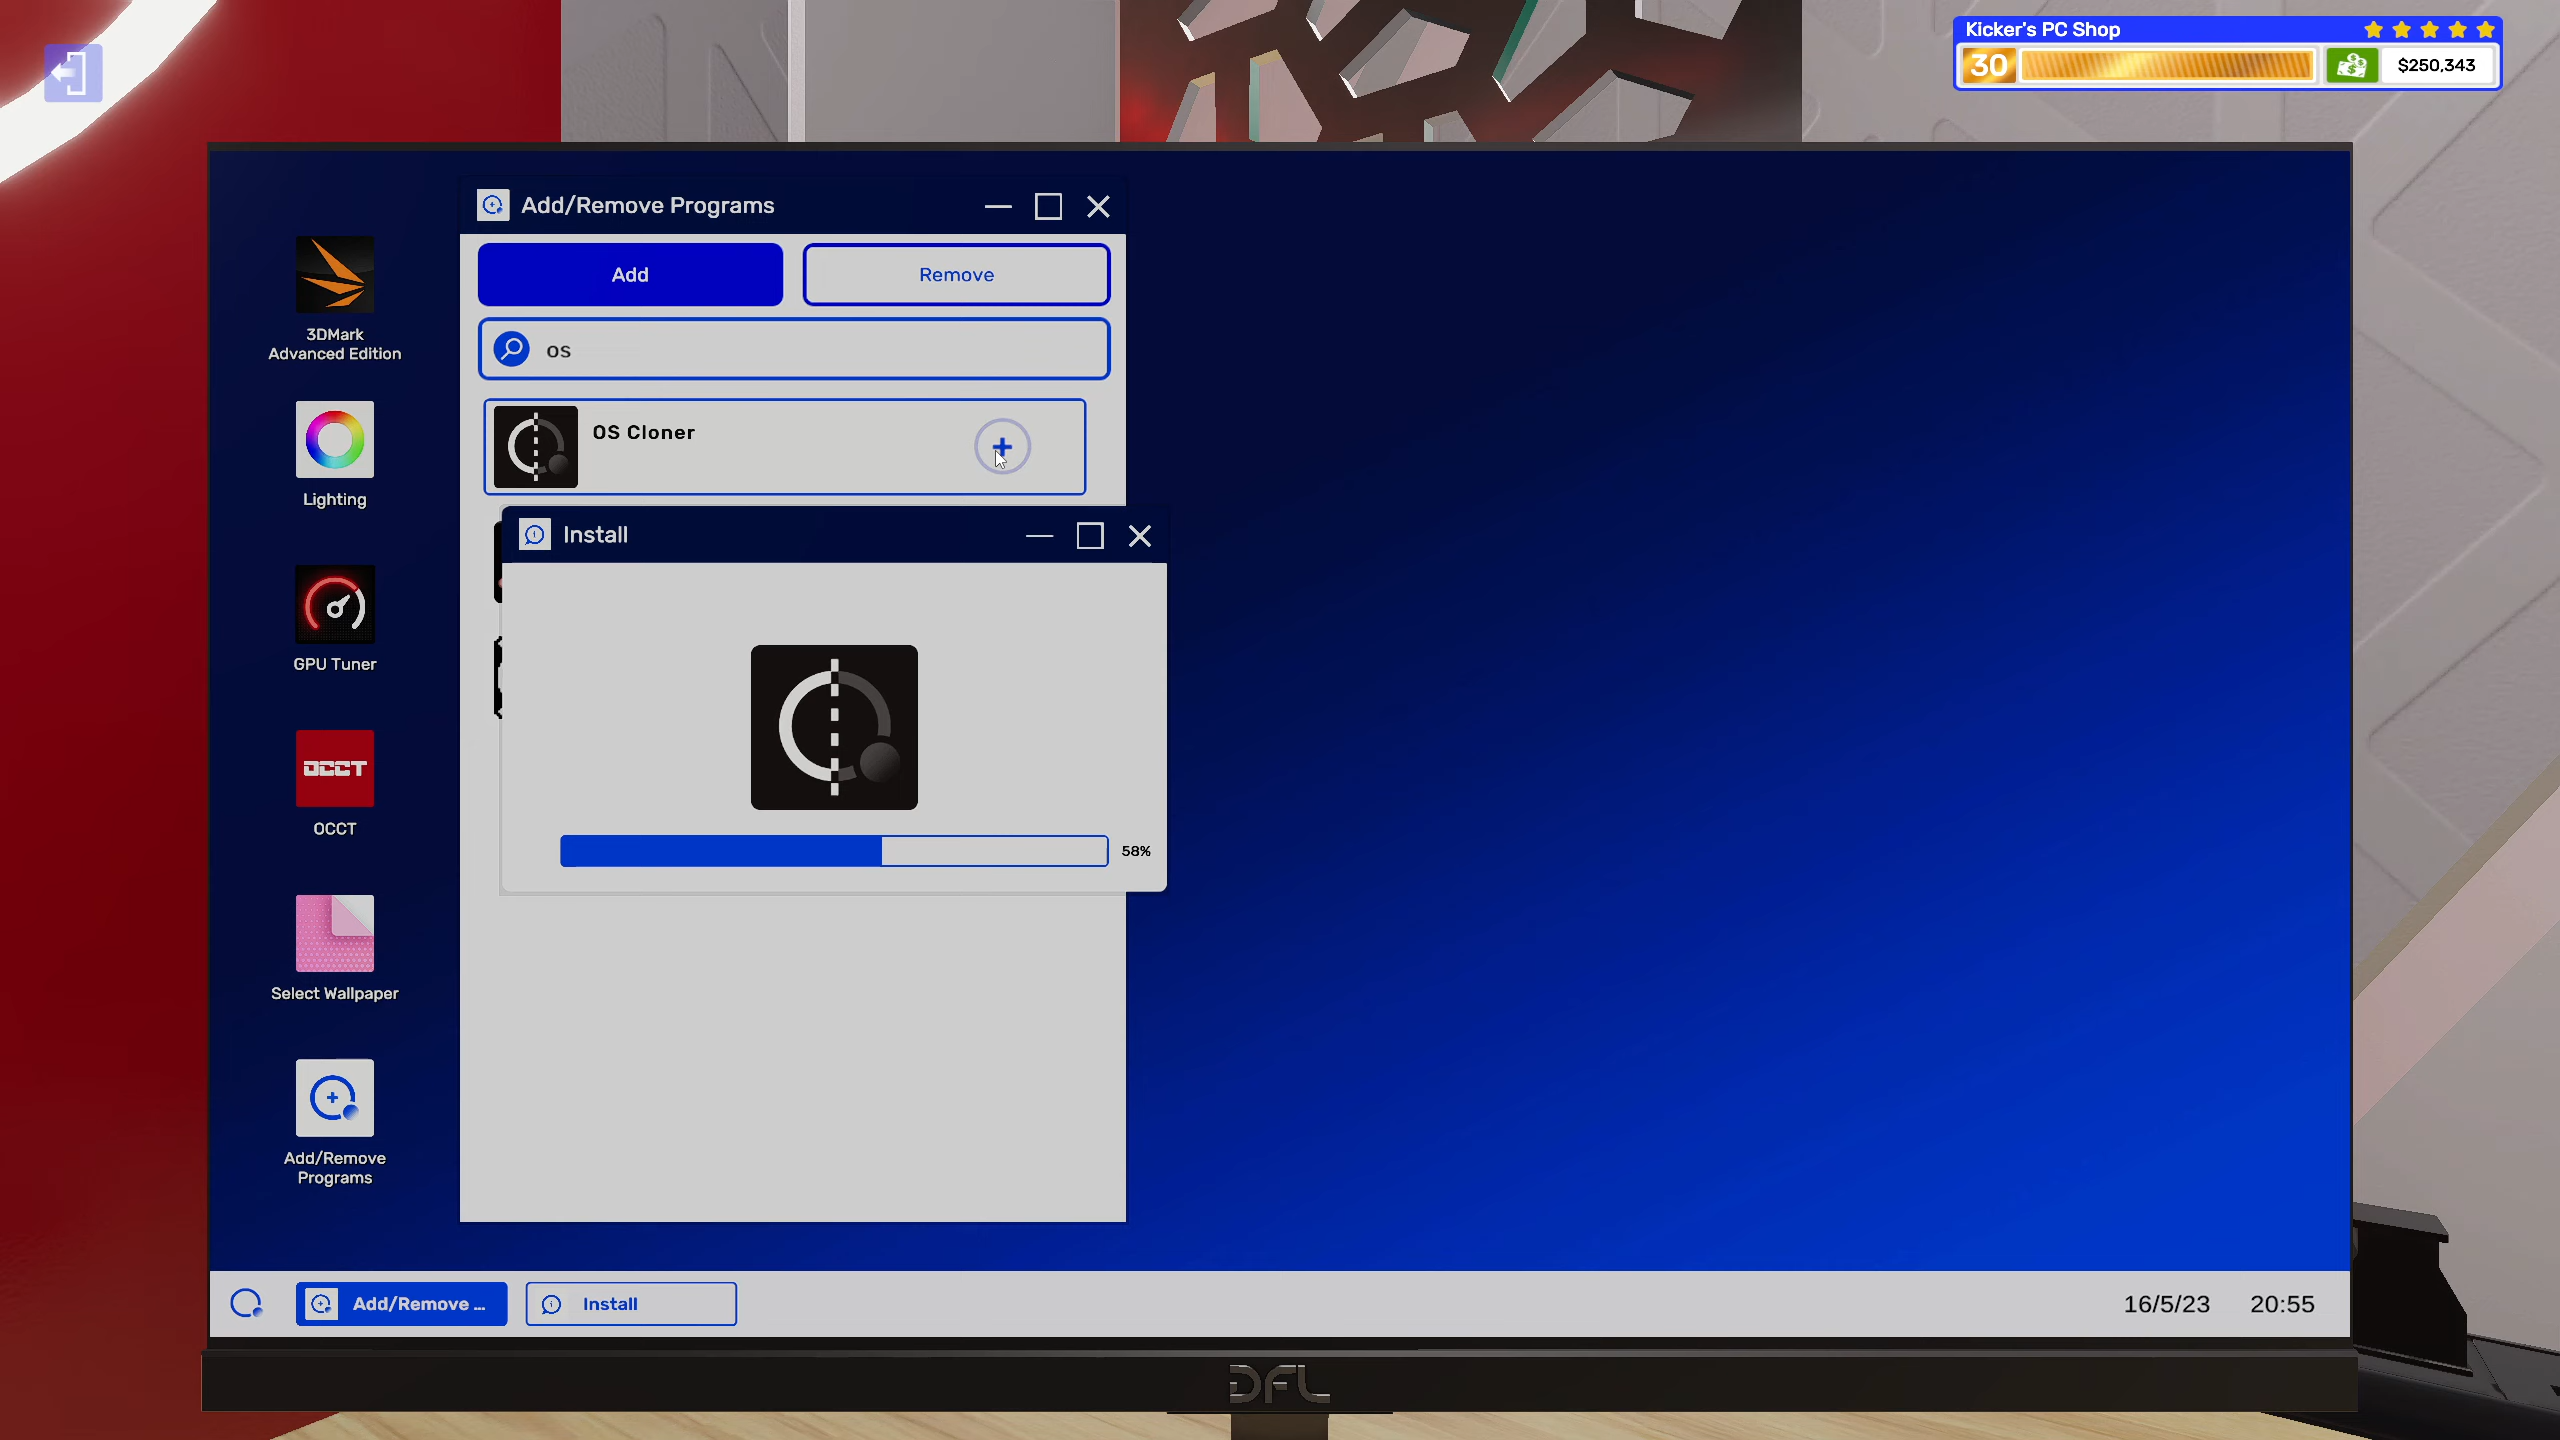 Kicker's PC Shop
30
$250,343
Add/Remove Programs
Add
Remove
os
OS Cloner
Install
58%
3DMark
Advanced Edition
Lighting
GPU Tuner
OCCT
OCCT
Select Wallpaper
Add/Remove
Programs
Add/Remove ...
Install
16/5/23
20:55
DFL